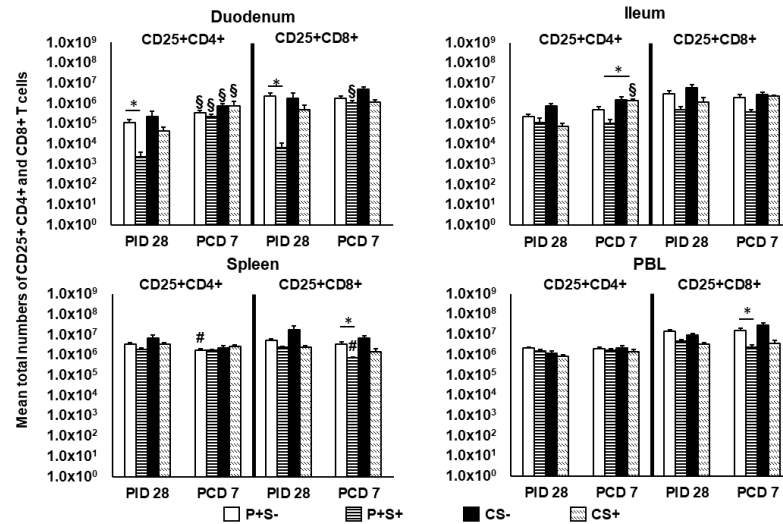 Mean total numbers of CD25+ CD4+ and CD8+ T cells
Duodenum
CD25+CD4+ CD25+CD8+
1.0x10⁹
1.0x10⁸
1.0x10⁷
1.0x10⁶
1.0x10⁵
1.0x10⁴
1.0x10³
1.0x10²
1.0x10¹
1.0x10⁰
* § § § § * §
PID 28 PCD 7 PID 28 PCD 7
Ileum
CD25+CD4+ CD25+CD8+
1.0x10⁹
1.0x10⁸
1.0x10⁷
1.0x10⁶
1.0x10⁵
1.0x10⁴
1.0x10³
1.0x10²
1.0x10¹
1.0x10⁰
* §
PID 28 PCD 7 PID 28 PCD 7
Spleen
CD25+CD4+ CD25+CD8+
1.0x10⁹
1.0x10⁸
1.0x10⁷
1.0x10⁶
1.0x10⁵
1.0x10⁴
1.0x10³
1.0x10²
1.0x10¹
1.0x10⁰
# * #
PID 28 PCD 7 PID 28 PCD 7
PBL
CD25+CD4+ CD25+CD8+
1.0x10⁹
1.0x10⁸
1.0x10⁷
1.0x10⁶
1.0x10⁵
1.0x10⁴
1.0x10³
1.0x10²
1.0x10¹
1.0x10⁰
*
PID 28 PCD 7 PID 28 PCD 7
P+S- P+S+ CS- CS+